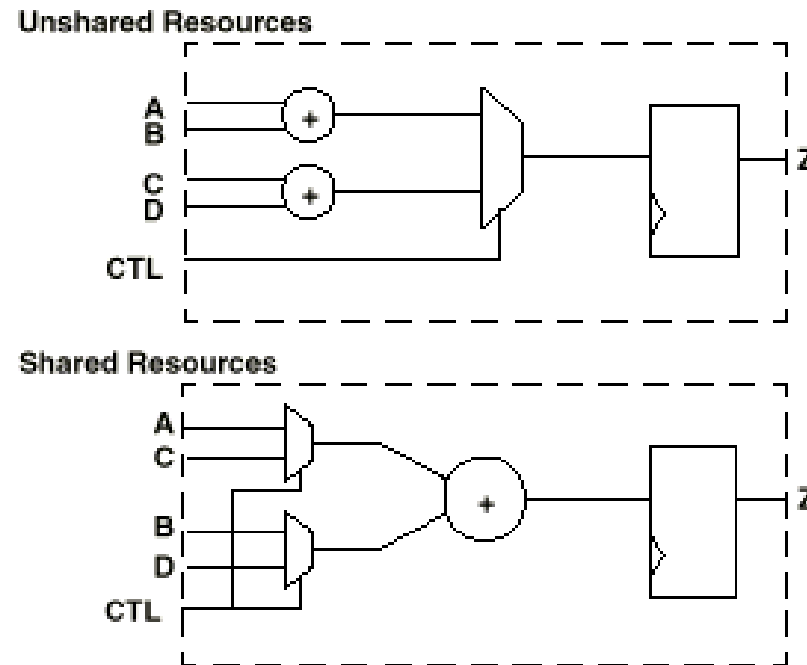 Unshared Resources
A
B
+
C
D
+
CTL
Z
Shared Resources
A
C
B
D
+
CTL
Z